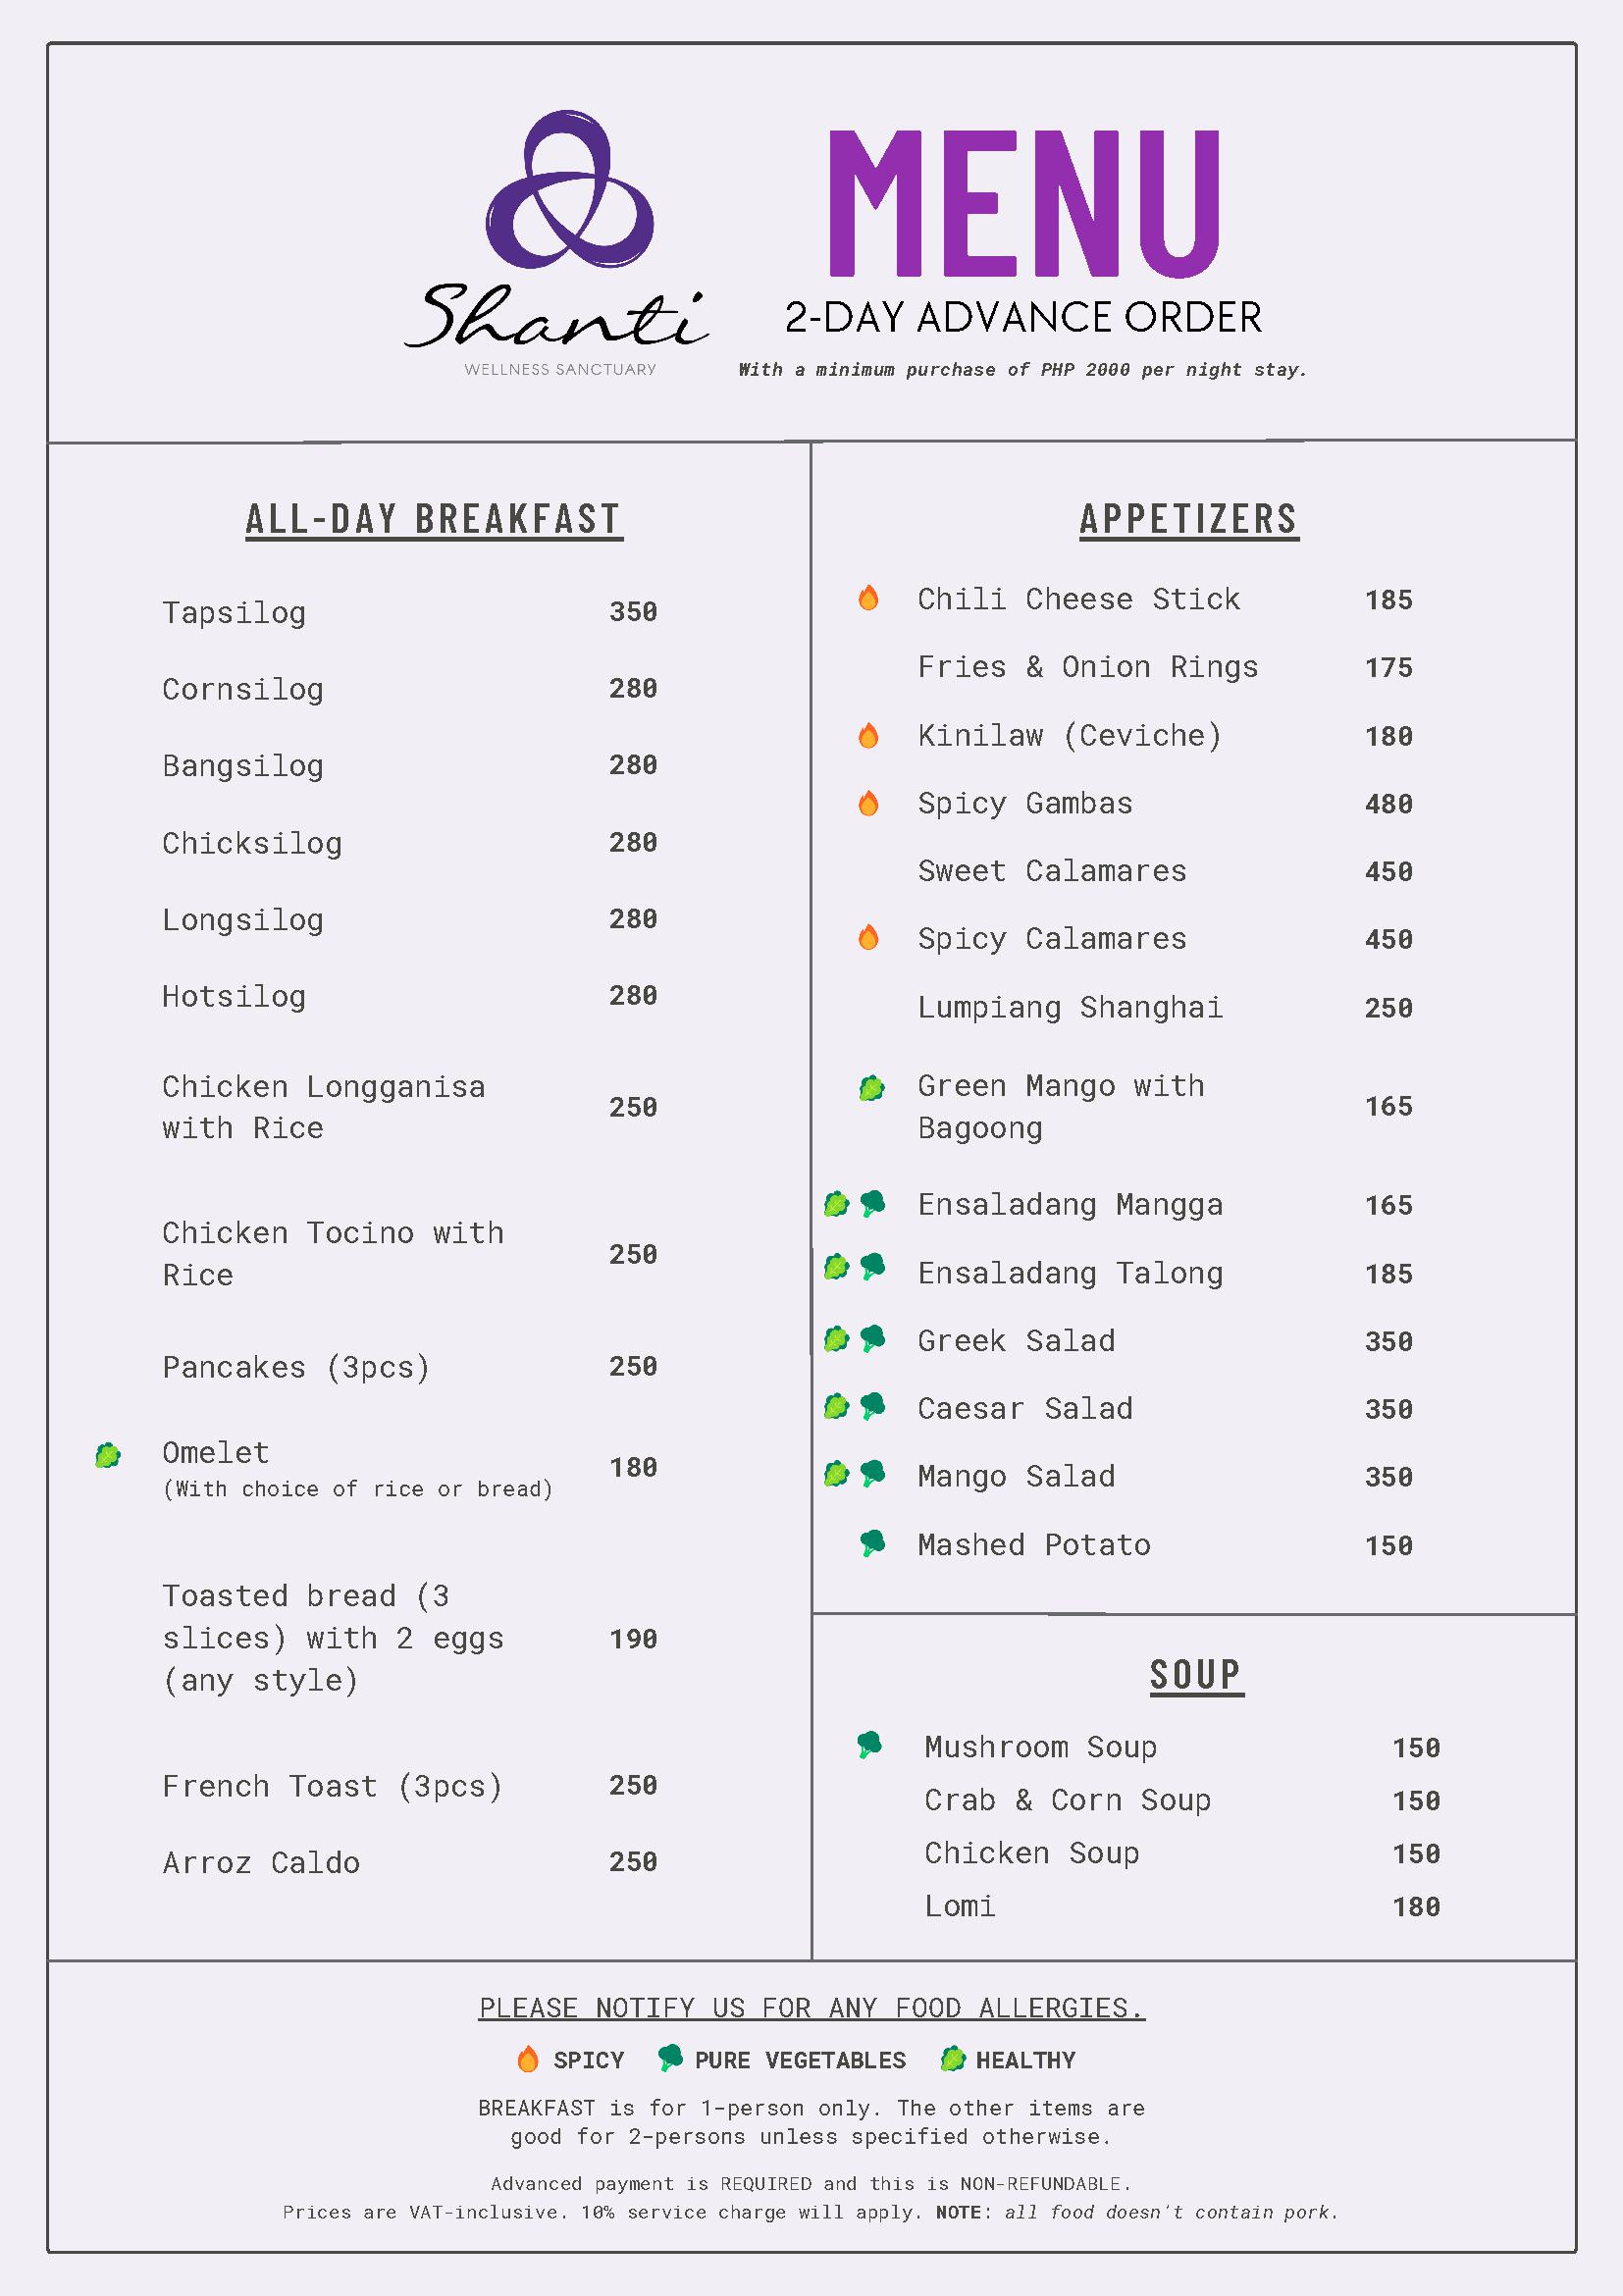 Shanti
WELLNESS SANCTUARY
MENU
2-DAY ADVANCE ORDER
With a minimum purchase of PHP 2000 per night stay.
ALL-DAY BREAKFAST
Tapsilog 350
Cornsilog 280
Bangsilog 280
Chicksilog 280
Longsilog 280
Hotsilog 280
Chicken Longganisa
with Rice 250
Chicken Tocino with
Rice 250
Pancakes (3pcs) 250
Omelet 180
(With choice of rice or bread)
Toasted bread (3
slices) with 2 eggs 190
(any style)
French Toast (3pcs) 250
Arroz Caldo 250
APPETIZERS
Chili Cheese Stick 185
Fries & Onion Rings 175
Kinilaw (Ceviche) 180
Spicy Gambas 480
Sweet Calamares 450
Spicy Calamares 450
Lumpiang Shanghai 250
Green Mango with
Bagoong 165
Ensaladang Mangga 165
Ensaladang Talong 185
Greek Salad 350
Caesar Salad 350
Mango Salad 350
Mashed Potato 150
SOUP
Mushroom Soup 150
Crab & Corn Soup 150
Chicken Soup 150
Lomi 180
PLEASE NOTIFY US FOR ANY FOOD ALLERGIES.
SPICY PURE VEGETABLES HEALTHY
BREAKFAST is for 1-person only. The other items are
good for 2-persons unless specified otherwise.
Advanced payment is REQUIRED and this is NON-REFUNDABLE.
Prices are VAT-inclusive. 10% service charge will apply. NOTE: all food doesn't contain pork.